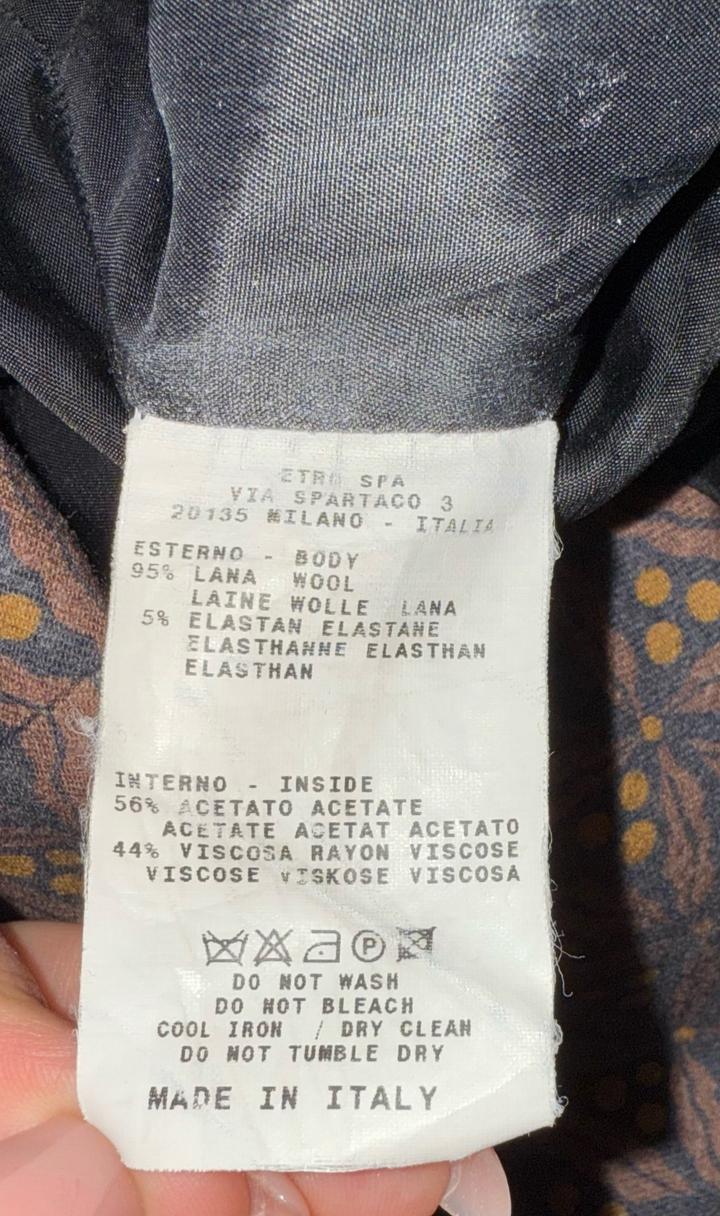 ETRO SPA
VIA SPARTACO 3
20135 MILANO - ITALIA
ESTERNO - BODY
95% LANA WOOL
LAINE WOLLE LANA
5% ELASTAN ELASTANE
ELASTHANNE ELASTHAN
ELASTHAN
INTERNO - INSIDE
56% ACETATO ACETATE
ACETATE ACETAT ACETATO
44% VISCOSA RAYON VISCOSE
VISCOSE VISKOSE VISCOSA
P
DO NOT WASH
DO NOT BLEACH
COOL IRON / DRY CLEAN
DO NOT TUMBLE DRY
MADE IN ITALY